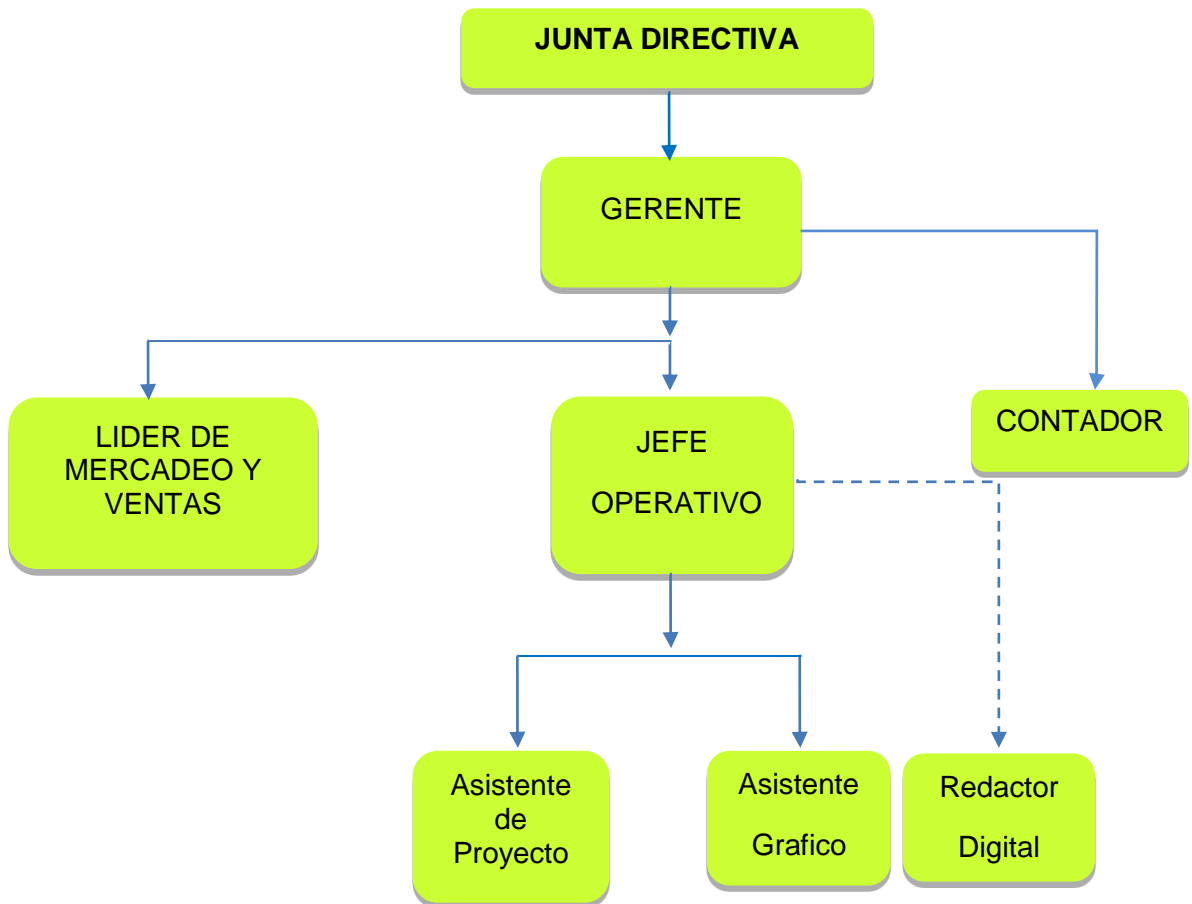 JUNTA DIRECTIVA
GERENTE
LIDER DE
MERCADEO Y
VENTAS
JEFE
OPERATIVO
CONTADOR
Asistente
de
Proyecto
Asistente
Grafico
Redactor
Digital